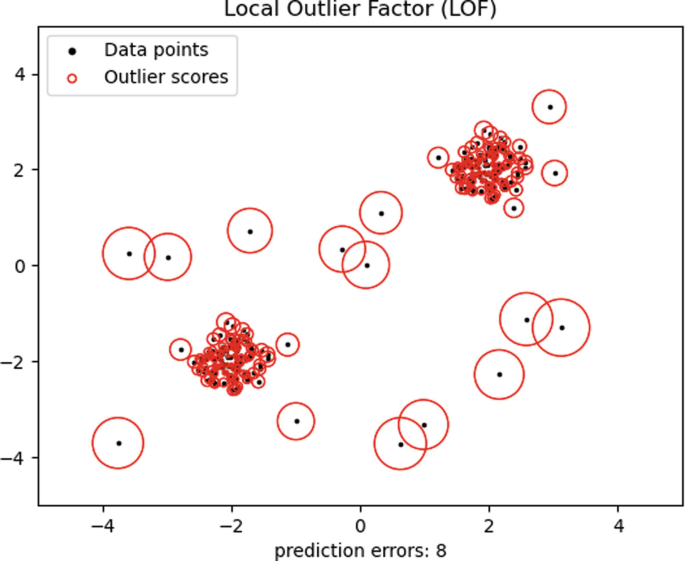 Local Outlier Factor (LOF)
Data points
Outlier scores
4
2
0
−2
−4
−4
−2
0
2
4
prediction errors: 8